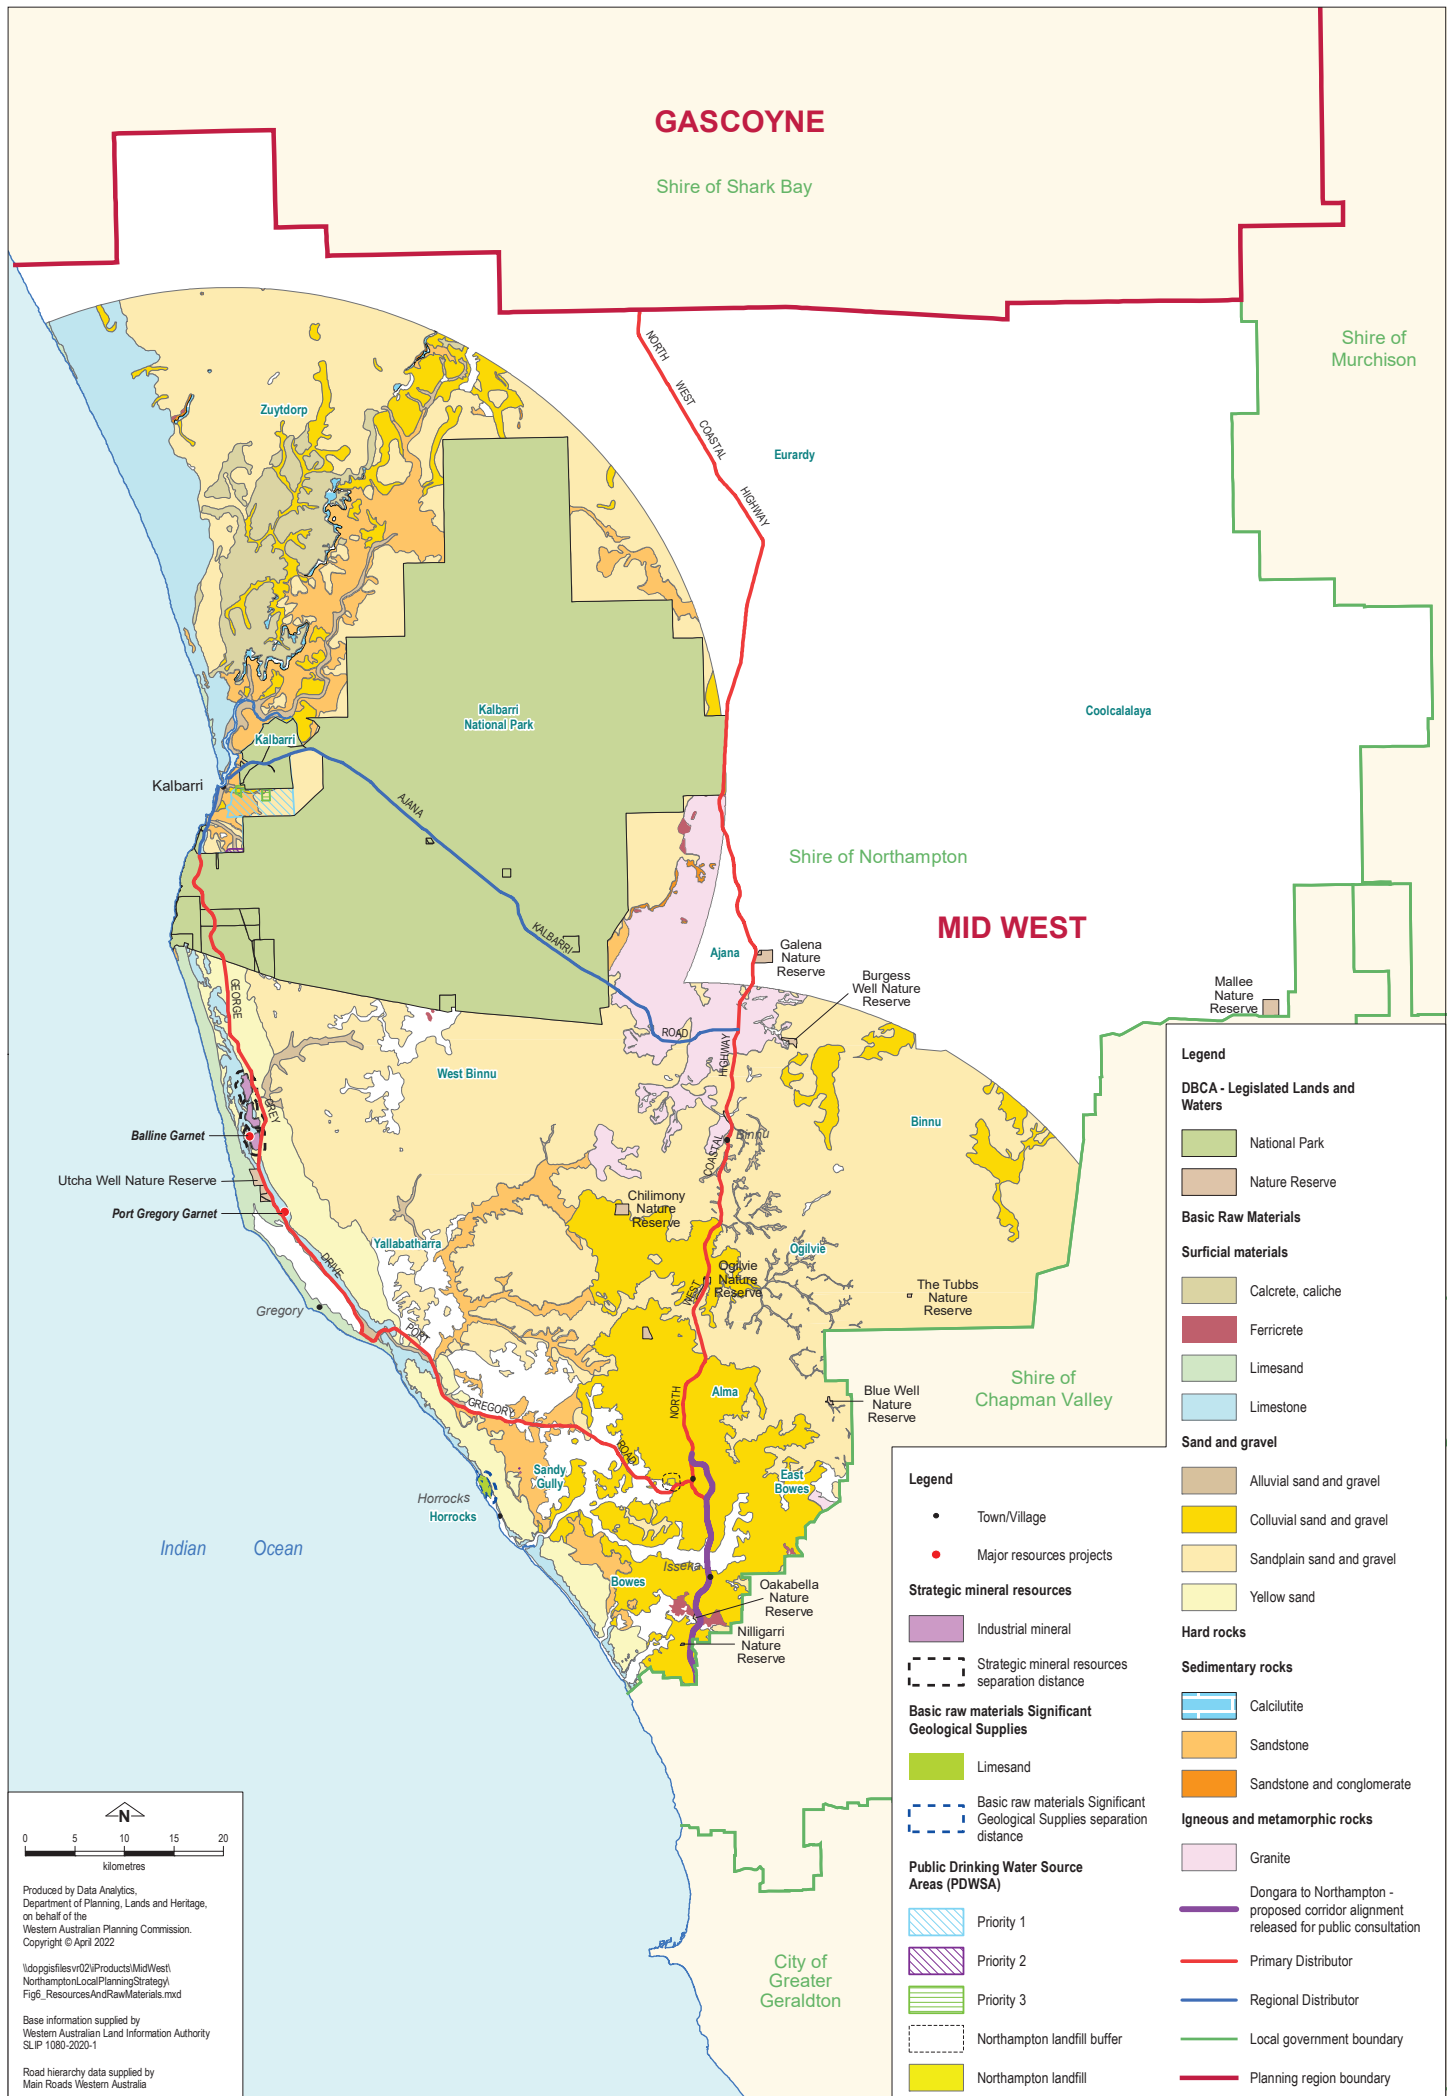 GASCOYNE
Shire of Shark Bay
Shire of
Murchison
NORTH
WEST
COASTAL
HIGHWAY
Zuytdorp
Eurardy
Kalbarri
National Park
Coolcalalaya
Kalbarri
Kalbarri
AJANA
KALBARRI
ROAD
Shire of Northampton
MID WEST
Ajana
Galena
Nature
Reserve
Burgess
Well Nature
Reserve
Mallee
Nature
Reserve
GEORGE
GREY
DRIVE
HIGHWAY
COASTAL
WEST
NORTH
West Binnu
Binnu
Binnu
Balline Garnet
Utcha Well Nature Reserve
Port Gregory Garnet
Chilimony
Nature
Reserve
Yallabatharra
Ogilvie
Ogilvie
Nature
Reserve
The Tubbs
Nature
Reserve
Gregory
PORT
GREGORY
ROAD
Shire of
Chapman Valley
Alma
Blue Well
Nature
Reserve
Sandy
Gully
East
Bowes
Horrocks
Horrocks
Indian Ocean
Isseka
Bowes
Oakabella
Nature
Reserve
Nilligarri
Nature
Reserve
City of
Greater
Geraldton
N
0 5 10 15 20
kilometres
Produced by Data Analytics,
Department of Planning, Lands and Heritage,
on behalf of the
Western Australian Planning Commission.
Copyright © April 2022
\\dopgisfilesvr02\iProducts\MidWest\
NorthamptonLocalPlanningStrategy\
Fig6_ResourcesAndRawMaterials.mxd
Base information supplied by
Western Australian Land Information Authority
SLIP 1080-2020-1
Road hierarchy data supplied by
Main Roads Western Australia
Legend
Town/Village
Major resources projects
Strategic mineral resources
Industrial mineral
Strategic mineral resources
separation distance
Basic raw materials Significant
Geological Supplies
Limesand
Basic raw materials Significant
Geological Supplies separation
distance
Public Drinking Water Source
Areas (PDWSA)
Priority 1
Priority 2
Priority 3
Northampton landfill buffer
Northampton landfill
Legend
DBCA - Legislated Lands and
Waters
National Park
Nature Reserve
Basic Raw Materials
Surficial materials
Calcrete, caliche
Ferricrete
Limesand
Limestone
Sand and gravel
Alluvial sand and gravel
Colluvial sand and gravel
Sandplain sand and gravel
Yellow sand
Hard rocks
Sedimentary rocks
Calcilutite
Sandstone
Sandstone and conglomerate
Igneous and metamorphic rocks
Granite
Dongara to Northampton -
proposed corridor alignment
released for public consultation
Primary Distributor
Regional Distributor
Local government boundary
Planning region boundary